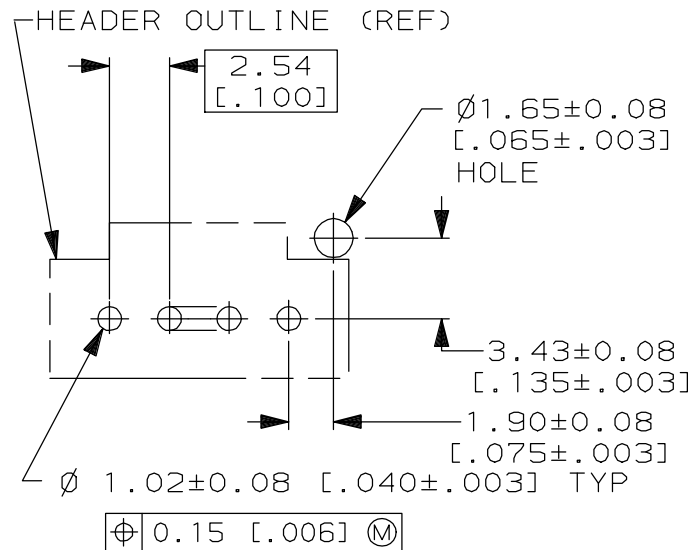 HEADER OUTLINE (REF)
2.54
[.100]
Ø1.65±0.08
[.065±.003]
HOLE
3.43±0.08
[.135±.003]
1.90±0.08
[.075±.003]
Ø 1.02±0.08 [.040±.003] TYP
⌖ 0.15 [.006] Ⓜ